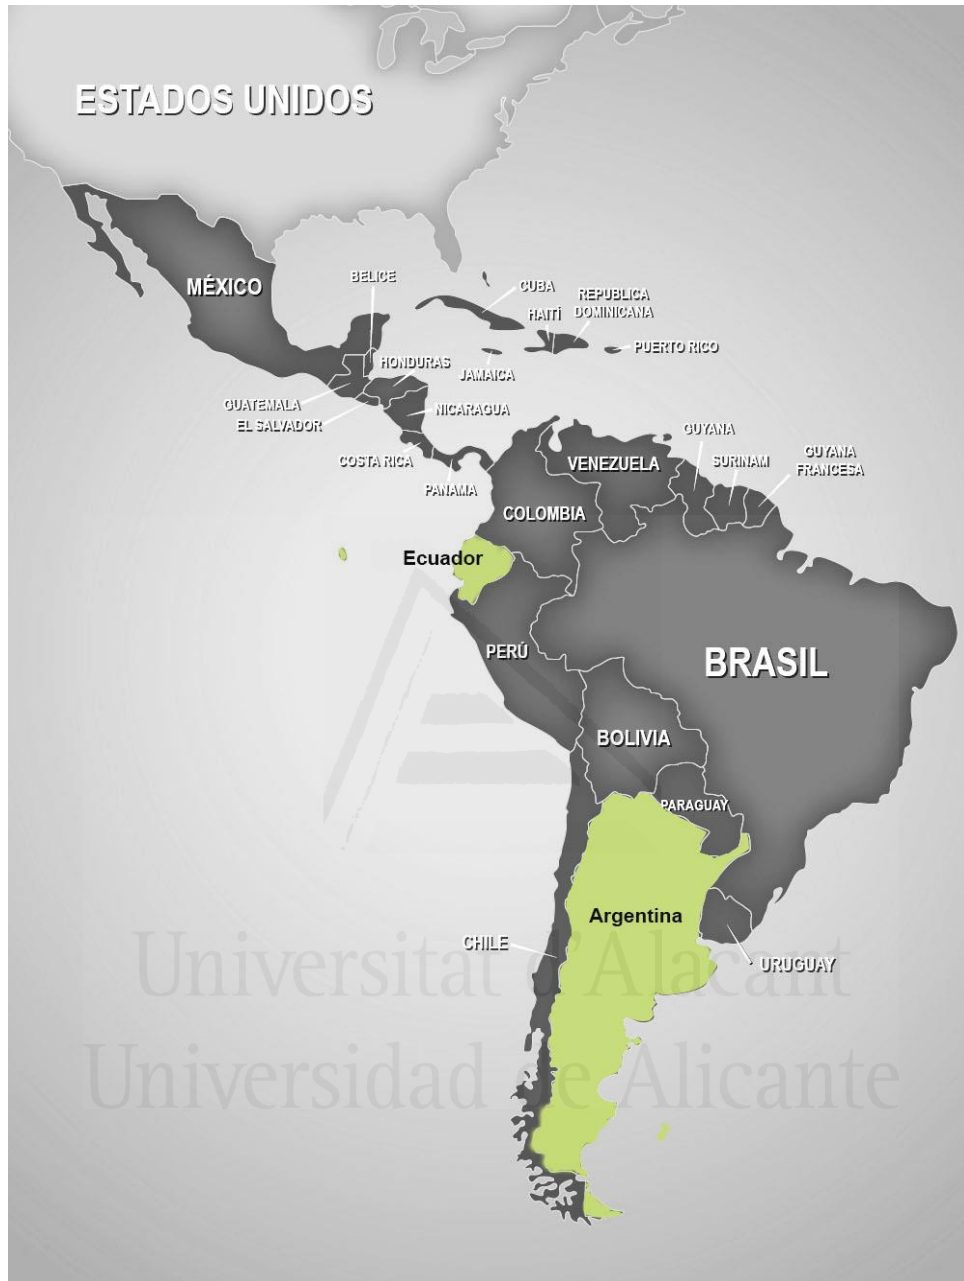 ESTADOS UNIDOS
MÉXICO
BELICE
CUBA
HAITÍ
REPUBLICA
DOMINICANA
PUERTO RICO
JAMAICA
HONDURAS
GUATEMALA
EL SALVADOR
NICARAGUA
COSTA RICA
PANAMA
VENEZUELA
GUYANA
SURINAM
GUYANA
FRANCESA
COLOMBIA
Ecuador
PERÚ
BRASIL
BOLIVIA
PARAGUAY
Argentina
CHILE
URUGUAY
Universitat d'Alacant
Universidad de Alicante